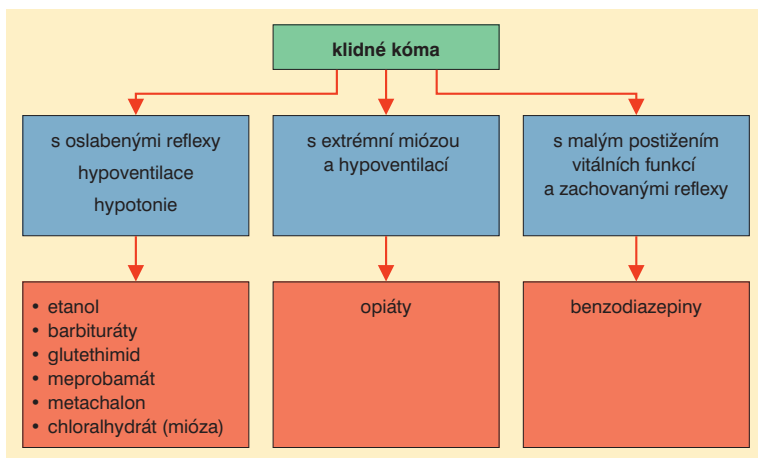 klidné kóma
s oslabenými reflexy
hypoventilace
hypotonie
s extrémní miózou
a hypoventilací
s malým postižením
vitálních funkcí
a zachovanými reflexy
• etanol
• barbituráty
• glutethimid
• meprobamát
• metachalon
• chloralhydrát (mióza)
opiáty
benzodiazepiny